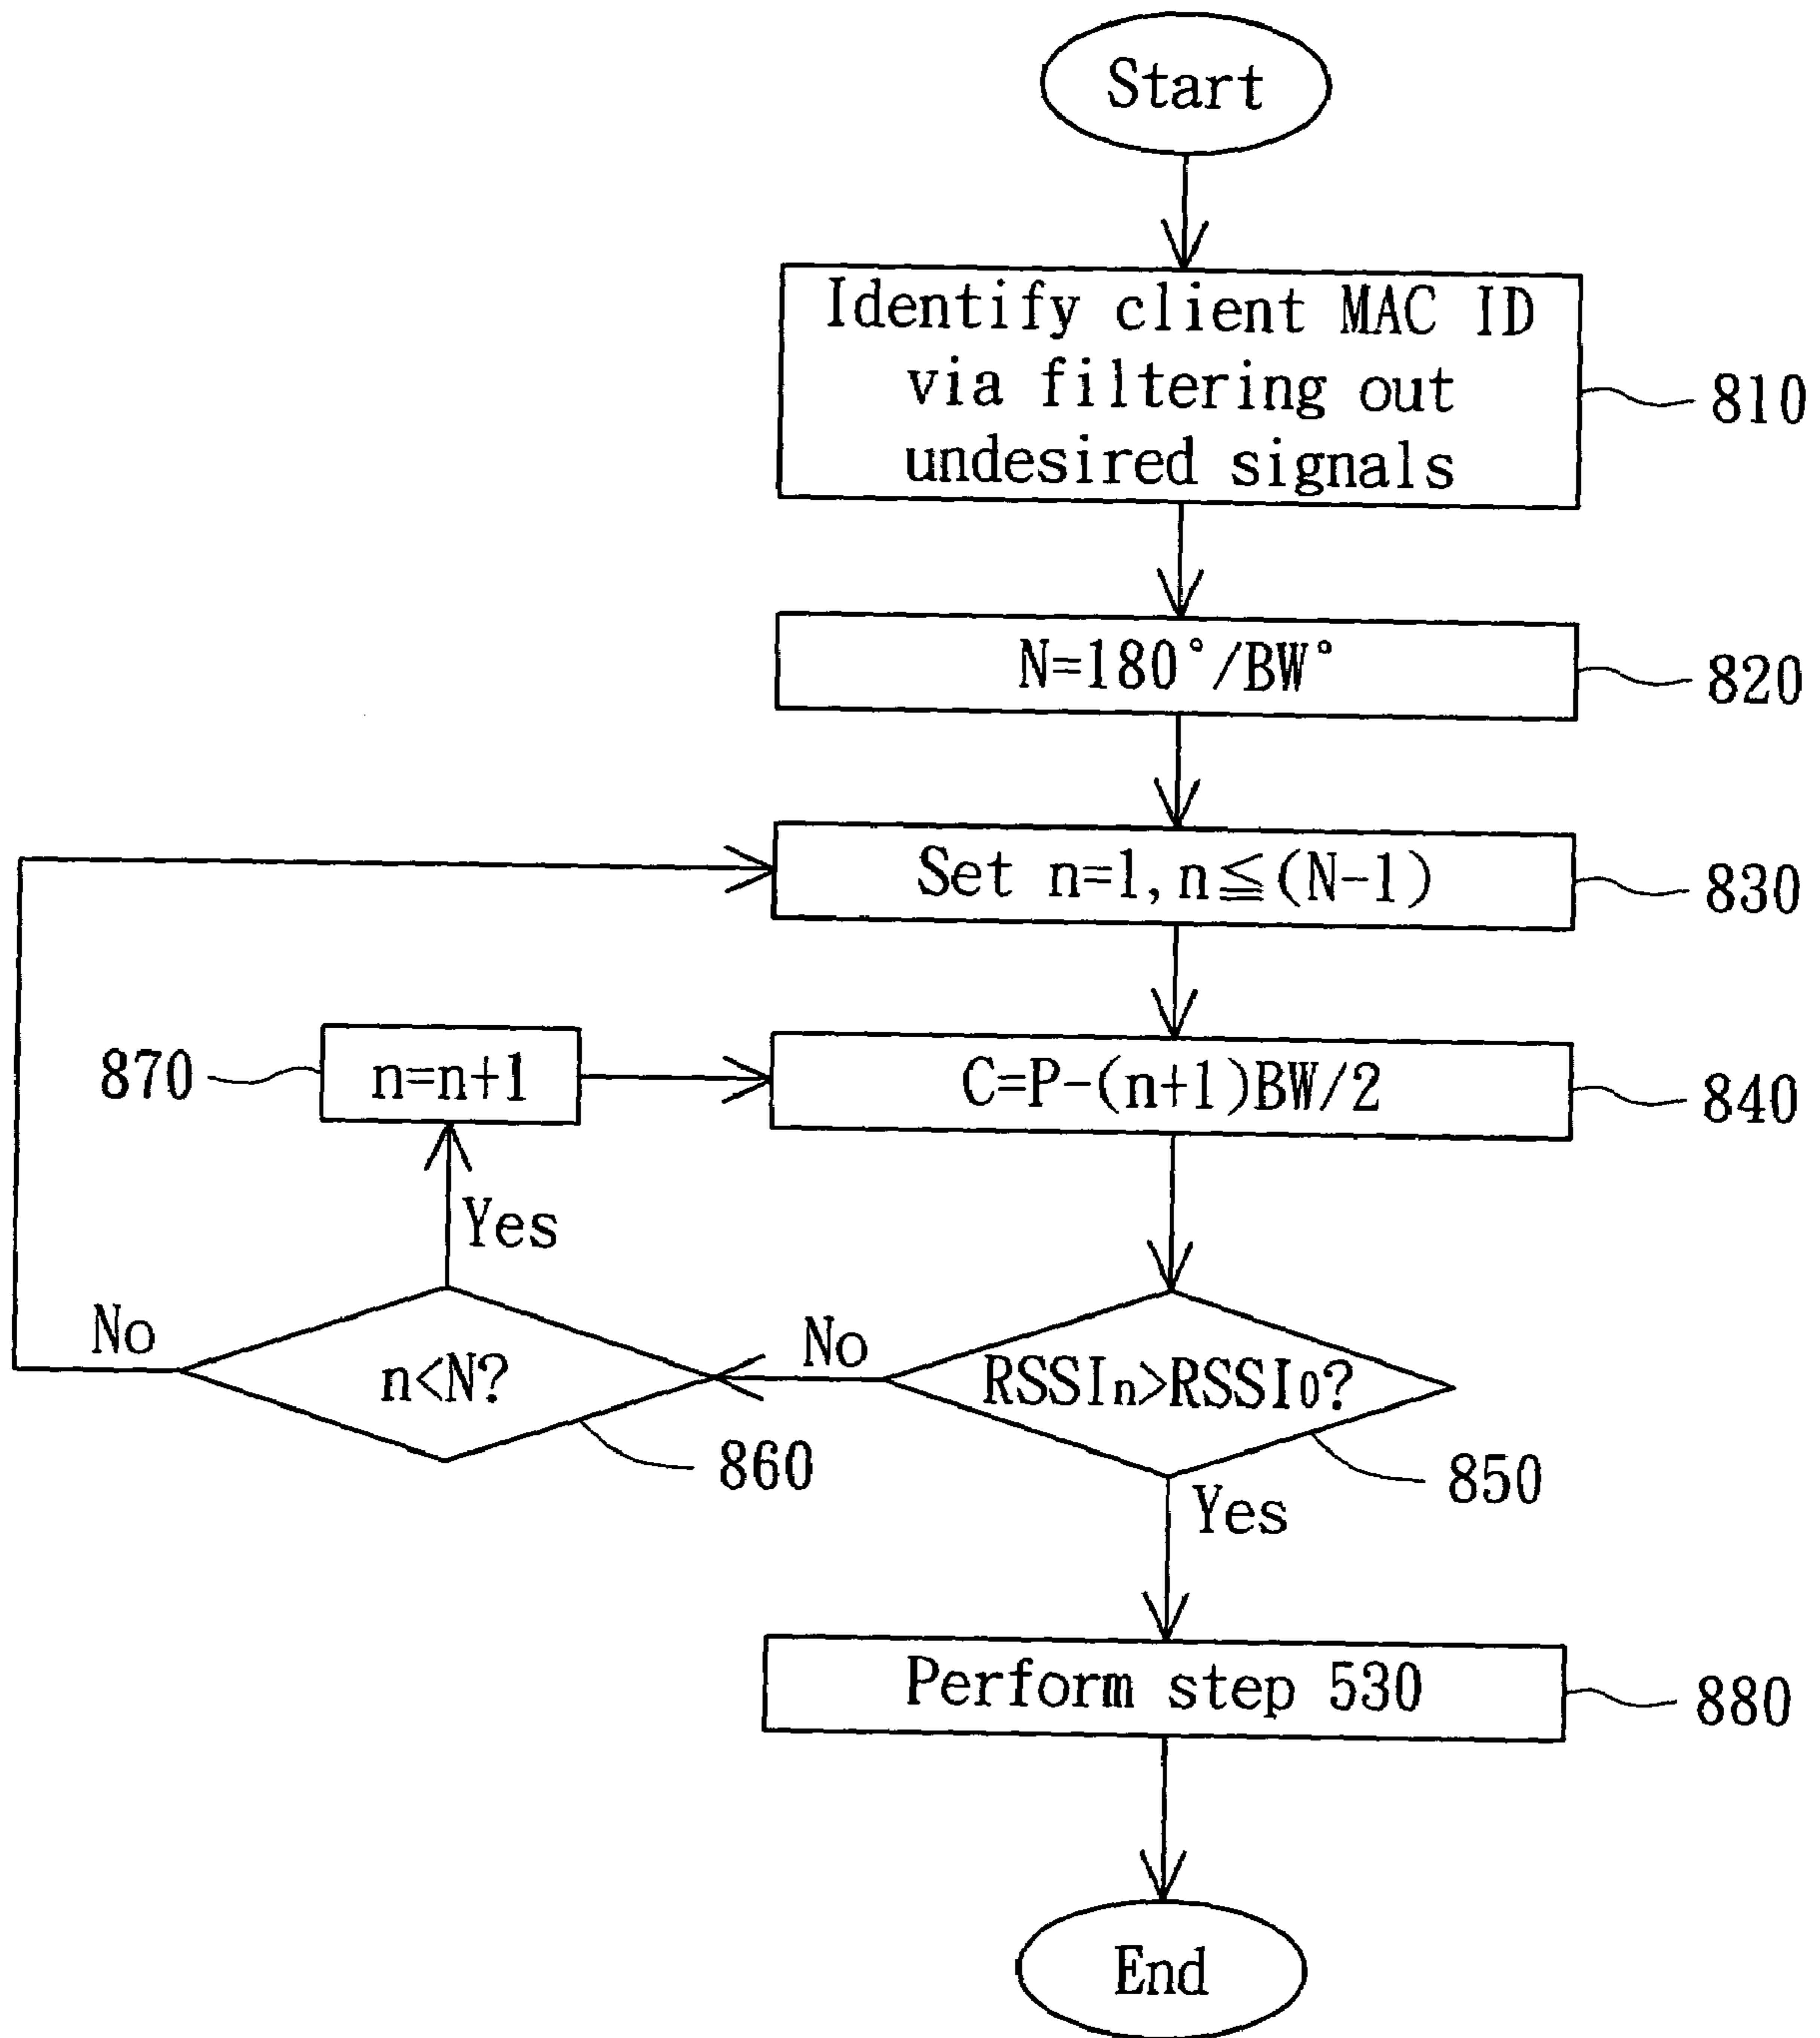 Start
Identify client MAC ID
via filtering out
undesired signals
810
N=180°/BW°
820
Set n=1, n≦(N-1)
830
870
n=n+1
C=P-(n+1)BW/2
840
Yes
No
n<N?
No
RSSIn>RSSI0?
860
850
Yes
Perform step 530
880
End